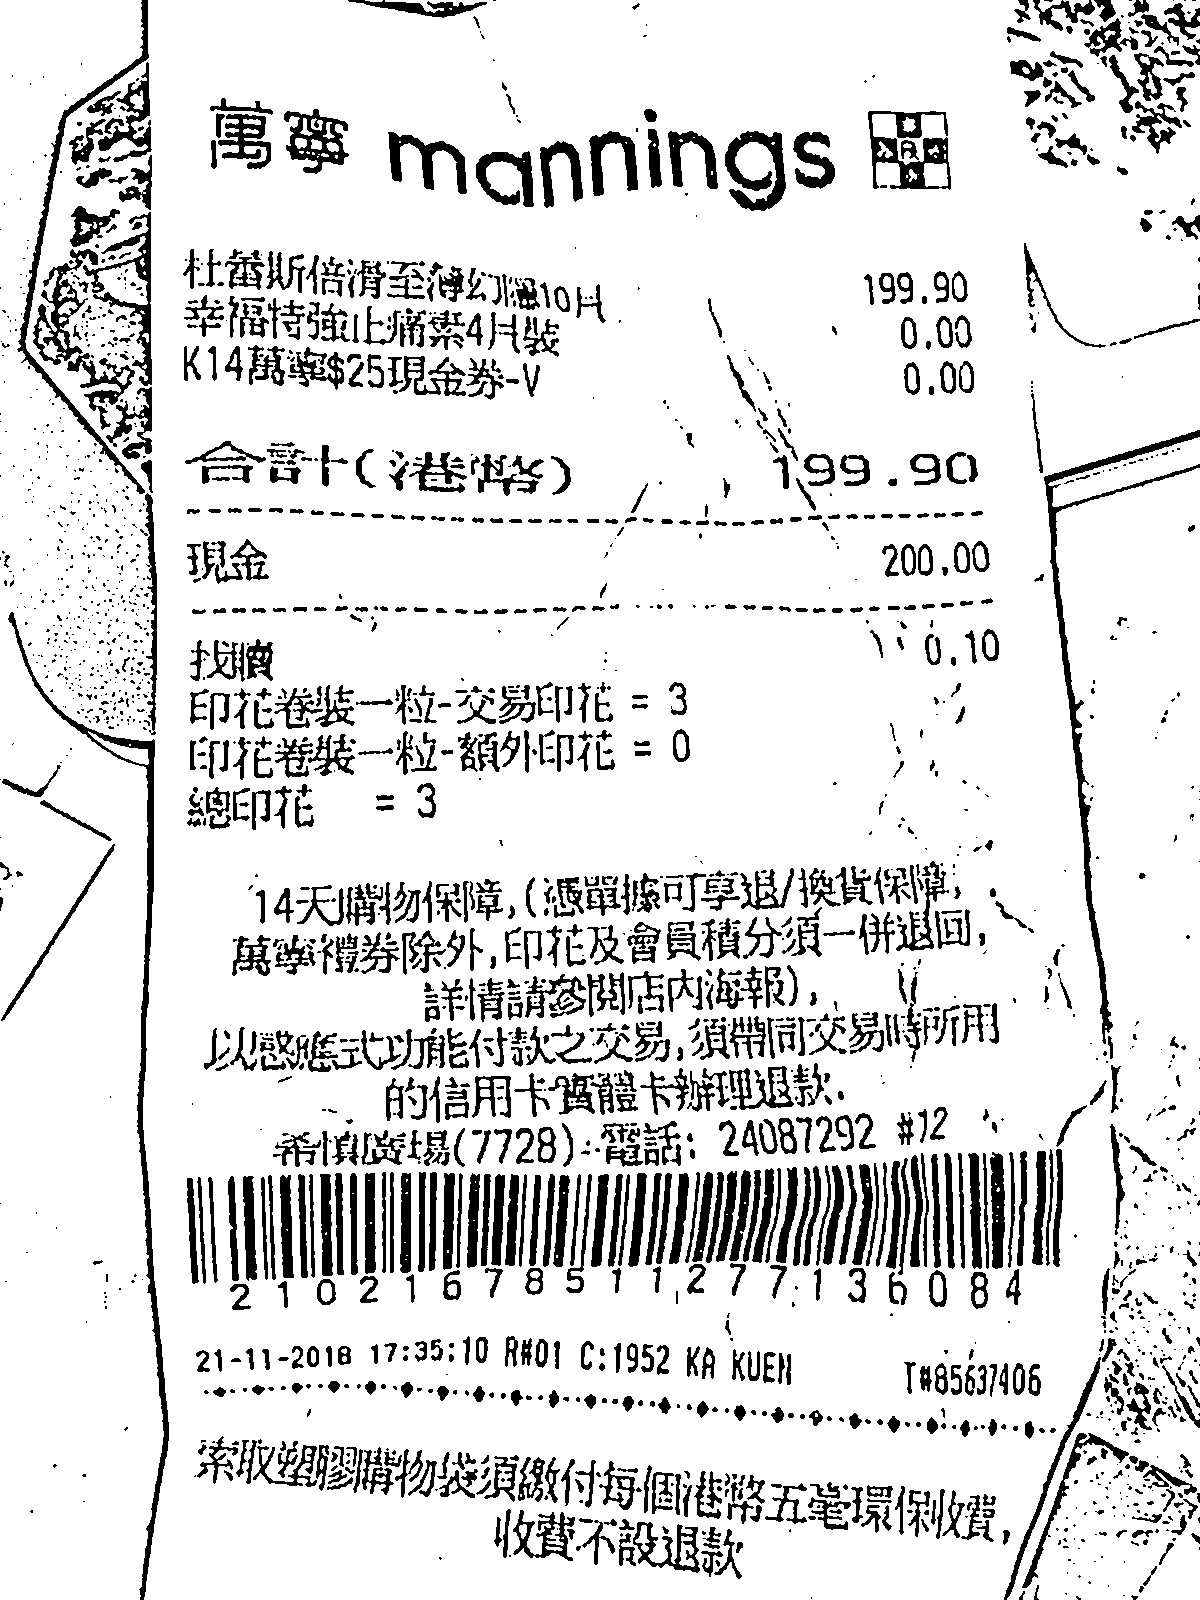 萬寧 mannings
杜蕾斯倍滑至薄幻隱10片 199.90
幸福特強止痛素4片裝 0.00
K14萬寧$25現金券-V 0.00
合計(港幣) 199.90
現金 200.00
找贖 0.10
印花卷裝一粒-交易印花 = 3
印花卷裝一粒-額外印花 = 0
總印花 = 3
14天購物保障,(憑單據可享退/換貨保障,
萬寧禮券除外,印花及會員積分須一併退回,
詳情請參閱店內海報),
以感應式功能付款之交易,須帶同交易時所用
的信用卡實體卡辦理退款.
希慎廣場(7728) 電話: 24087292 #12
21021678511277136084
21-11-2018 17:35:10 R#01 C:1952 KA KUEN T#85637406
索取塑膠購物袋須繳付每個港幣五毫環保收費,
收費不設退款